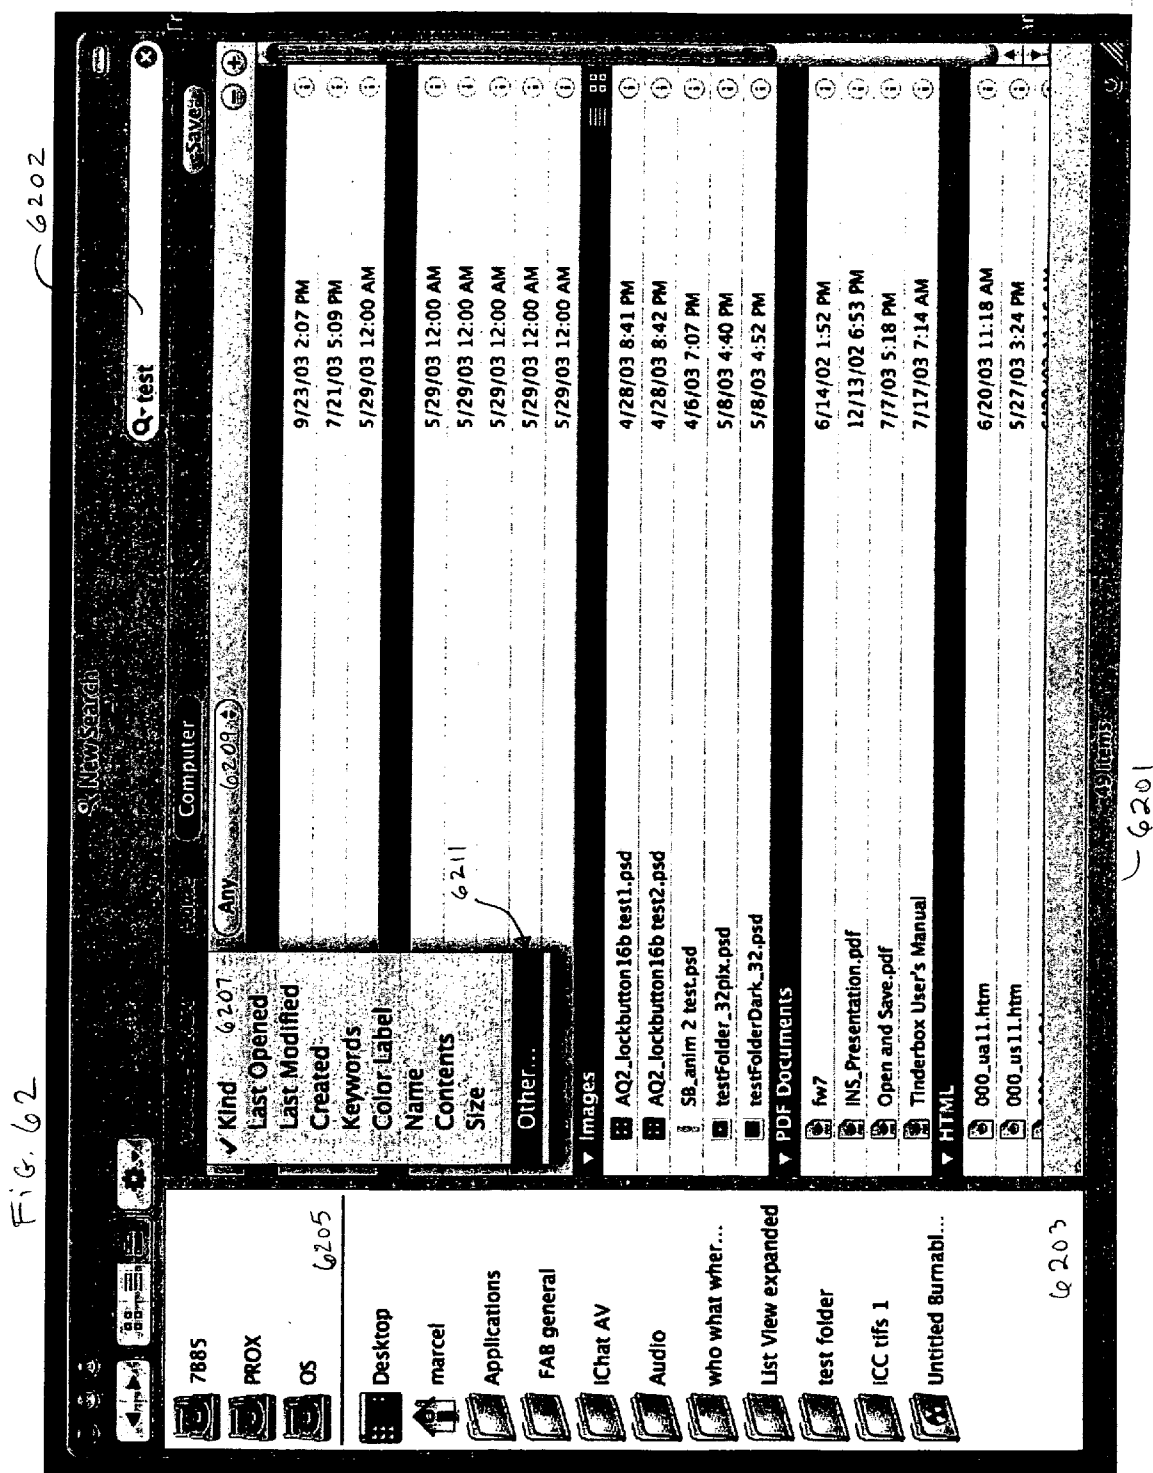 FiG. 62
6202
New Search
test
Computer
Save
Any
6209
Kind 6207
Last Opened
Last Modified
Created
Keywords
Color Label
Name
Contents
Size
Other...
6211
9/23/03 2:07 PM
7/21/03 5:09 PM
5/29/03 12:00 AM
5/29/03 12:00 AM
5/29/03 12:00 AM
5/29/03 12:00 AM
5/29/03 12:00 AM
5/29/03 12:00 AM
Images
AQ2_lockbutton16b test1.psd 4/28/03 8:41 PM
AQ2_lockbutton16b test2.psd 4/28/03 8:42 PM
SB_anim 2 test.psd 4/6/03 7:07 PM
testFolder_32pix.psd 5/8/03 4:40 PM
testFolderDark_32.psd 5/8/03 4:52 PM
PDF Documents
fw7 6/14/02 1:52 PM
INS_Presentation.pdf 12/13/02 6:53 PM
Open and Save.pdf 7/7/03 5:18 PM
Tinderbox User's Manual 7/17/03 7:14 AM
HTML
000_ua11.htm 6/20/03 11:18 AM
000_us11.htm 5/27/03 3:24 PM
7885
PROX
OS
6205
Desktop
marcel
Applications
FAB general
iChat AV
Audio
who what wher...
List View expanded
test folder
iCC tifs 1
Untitled Burnabl...
6203
49 items
6201